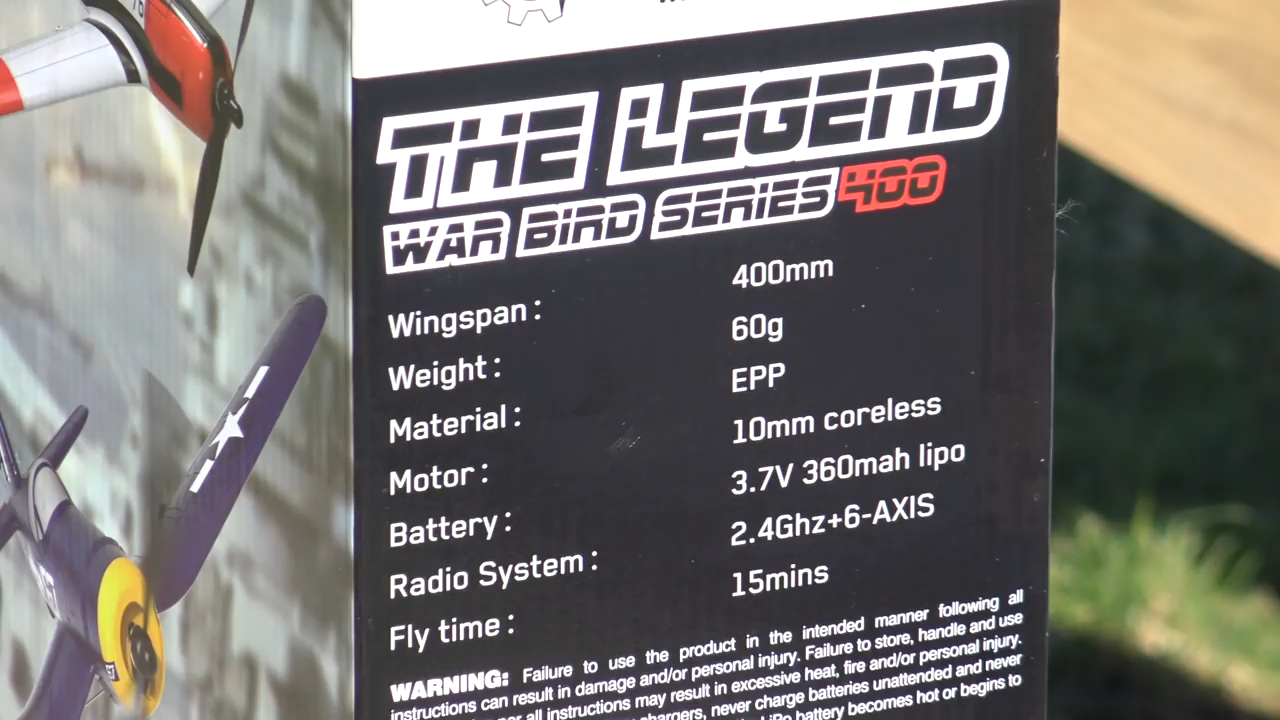 THE LEGEND
WAR BIRD SERIES 400
Wingspan : 400mm
Weight : 60g
Material : EPP
Motor : 10mm coreless
Battery : 3.7V 360mah lipo
Radio System : 2.4Ghz+6-AXIS
Fly time : 15mins
WARNING: Failure to use the product in the intended manner following all
instructions can result in damage and/or personal injury. Failure to store, handle and use
per all instructions may result in excessive heat, fire and/or personal injury.
chargers, never charge batteries unattended and never
LiPo battery becomes hot or begins to